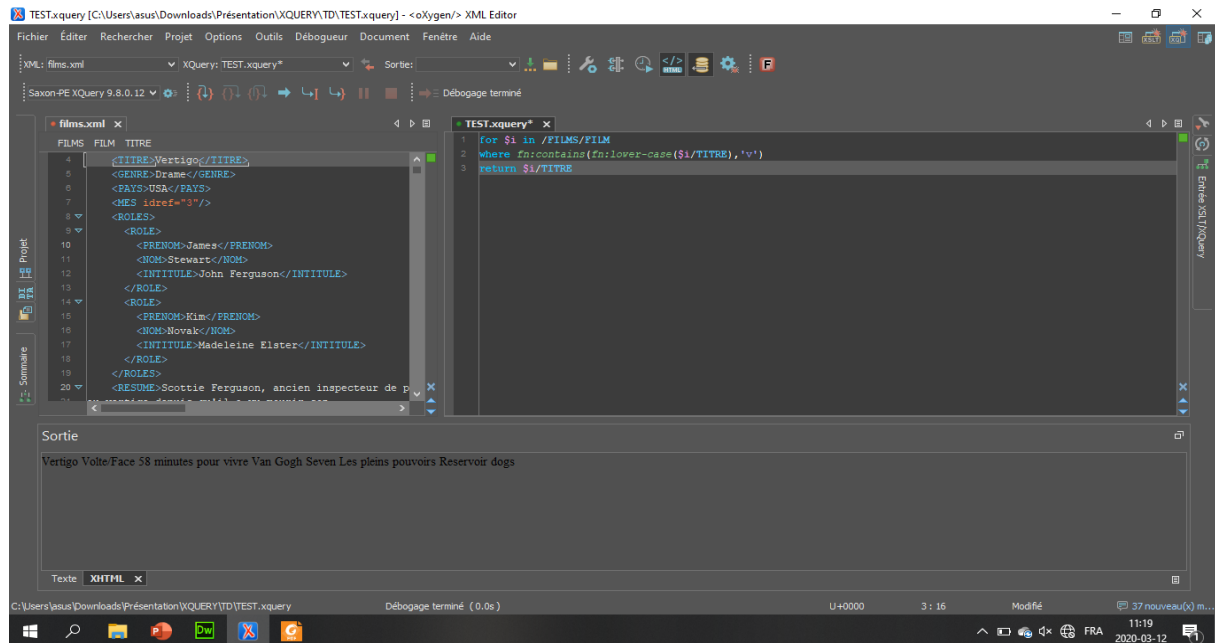 TEST.xquery [C:\Users\asus\Downloads\Présentation\XQUERY\TD\TEST.xquery] - <oXygen/> XML Editor
Fichier Éditer Rechercher Projet Options Outils Débogueur Document Fenêtre Aide
XML: films.xml XQuery: TEST.xquery* Sortie:
Saxon-PE XQuery 9.8.0.12 Débogage terminé
films.xml TEST.xquery*
FILMS FILM TITRE
4 <TITRE>Vertigo</TITRE>
5 <GENRE>Drame</GENRE>
6 <PAYS>USA</PAYS>
7 <MES idref="3"/>
8 <ROLES>
9 <ROLE>
10 <PRENOM>James</PRENOM>
11 <NOM>Stewart</NOM>
12 <INTITULE>John Ferguson</INTITULE>
13 </ROLE>
14 <ROLE>
15 <PRENOM>Kim</PRENOM>
16 <NOM>Novak</NOM>
17 <INTITULE>Madeleine Elster</INTITULE>
18 </ROLE>
19 </ROLES>
20 <RESUME>Scottie Ferguson, ancien inspecteur de p
1 for $i in /FILMS/FILM
2 where fn:contains(fn:lower-case($i/TITRE),'v')
3 return $i/TITRE
Projet
Sommaire
Entrée XSLT/XQuery
Sortie
Vertigo Volte/Face 58 minutes pour vivre Van Gogh Seven Les pleins pouvoirs Reservoir dogs
Texte XHTML
C:\Users\asus\Downloads\Présentation\XQUERY\TD\TEST.xquery Débogage terminé (0.0s) U+0000 3 : 16 Modifié 37 nouveau(x) m...
FRA 11:19
2020-03-12